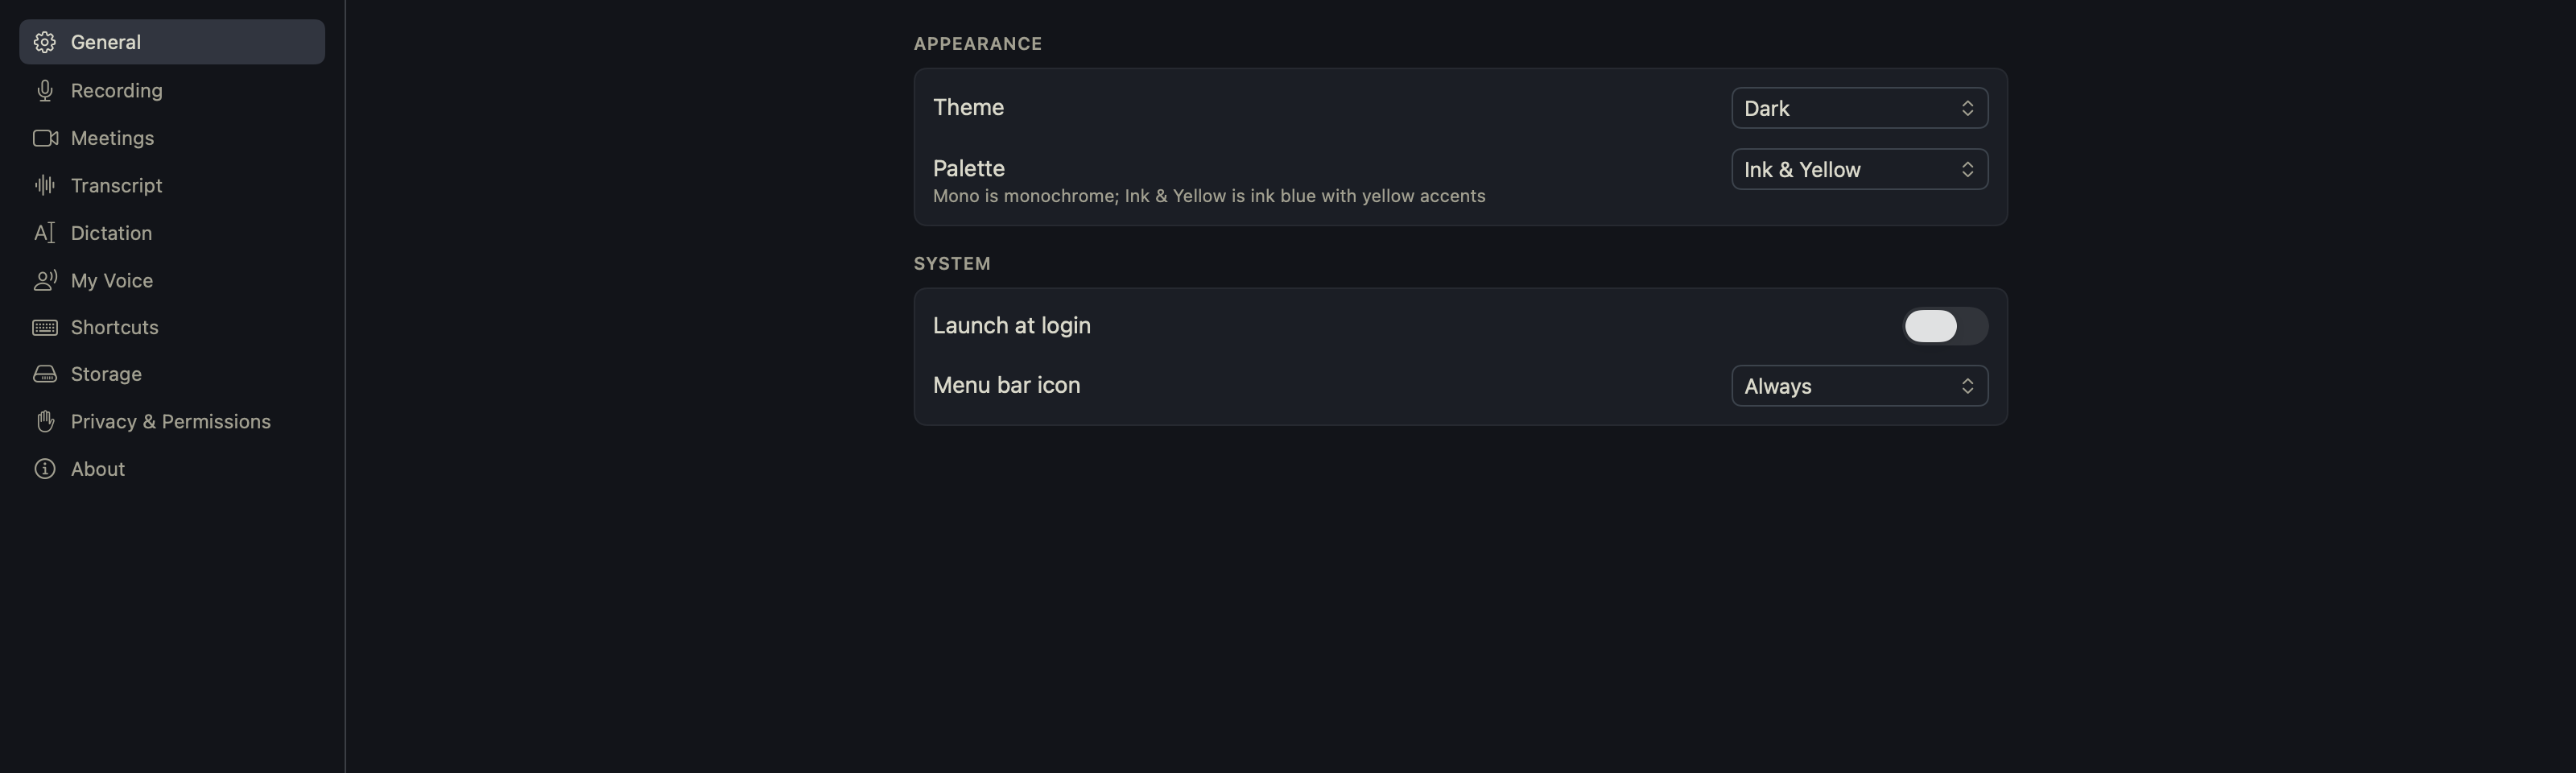 General
Recording
Meetings
Transcript
Dictation
My Voice
Shortcuts
Storage
Privacy & Permissions
About
APPEARANCE
Theme
Dark
Palette
Ink & Yellow
Mono is monochrome; Ink & Yellow is ink blue with yellow accents
SYSTEM
Launch at login
Menu bar icon
Always